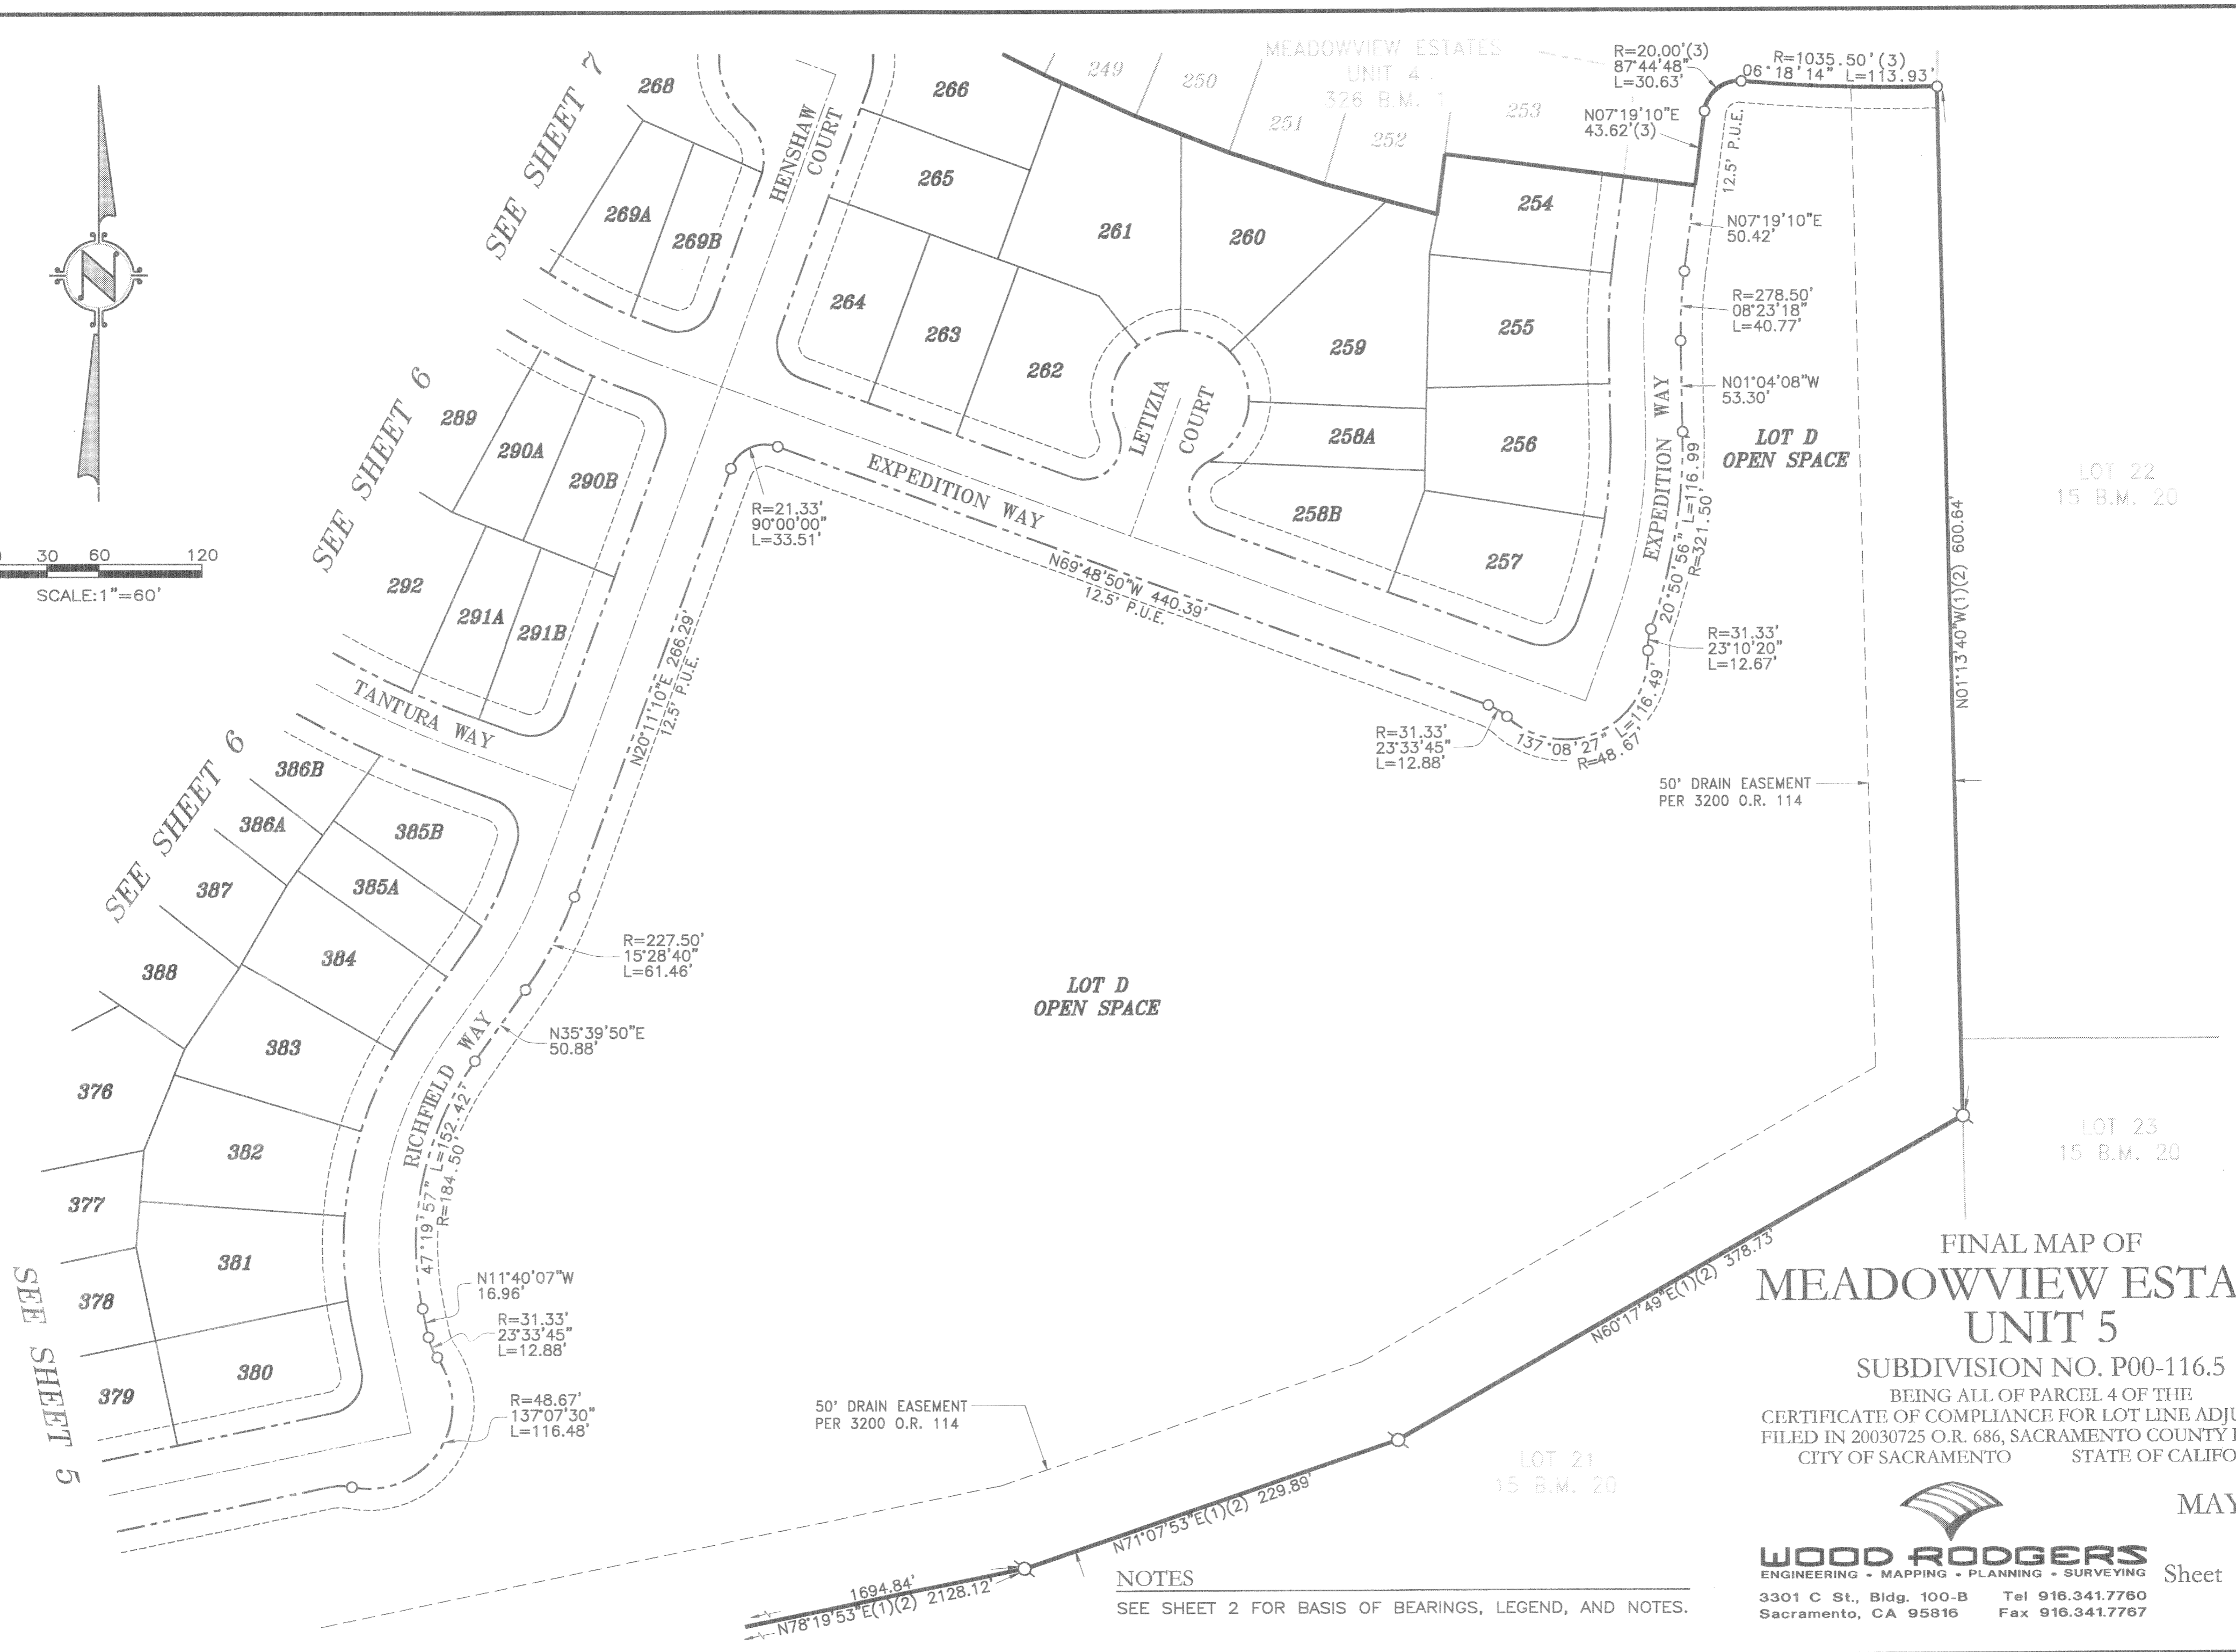 MEADOWVIEW ESTATES
UNIT 4
326 B.M. 1
R=20.00'(3)
87°44'48"
L=30.63'
R=1035.50'(3)
06°18'14" L=113.93'
N07°19'10"E
43.62'(3)
12.5' P.U.E.
249
250
251
252
253
SEE SHEET 7
268
269A
269B
HENSHAW
COURT
266
265
264
263
262
261
260
259
258A
258B
254
255
256
257
LETIZIA
COURT
EXPEDITION WAY
EXPEDITION WAY
N07°19'10"E
50.42'
R=278.50'
08°23'18"
L=40.77'
N01°04'08"W
53.30'
LOT D
OPEN SPACE
20°50'56" L=116.99'
R=321.50'
R=31.33'
23°10'20"
L=12.67'
N01°13'40"W(1)(2) 600.64'
LOT 22
15 B.M. 20
N
30 60 120
SCALE:1"=60'
SEE SHEET 6
289
290A
290B
292
291A
291B
TANTURA WAY
R=21.33'
90°00'00"
L=33.51'
N69°48'50"W 440.39'
12.5' P.U.E.
N20°11'10"E 266.29'
12.5' P.U.E.
R=31.33'
23°33'45"
L=12.88'
137°08'27" L=116.49'
R=48.67'
50' DRAIN EASEMENT
PER 3200 O.R. 114
SEE SHEET 6
386B
386A
385B
385A
387
384
388
383
376
382
377
381
378
380
379
SEE SHEET 5
RICHFIELD WAY
R=227.50'
15°28'40"
L=61.46'
N35°39'50"E
50.88'
47°19'57" L=152.42'
R=184.50'
N11°40'07"W
16.96'
R=31.33'
23°33'45"
L=12.88'
R=48.67'
137°07'30"
L=116.48'
LOT D
OPEN SPACE
50' DRAIN EASEMENT
PER 3200 O.R. 114
LOT 23
15 B.M. 20
LOT 21
15 B.M. 20
N60°17'49"E(1)(2) 378.73'
N71°07'53"E(1)(2) 229.89'
1694.84'
N78°19'53"E(1)(2) 2128.12'
NOTES
SEE SHEET 2 FOR BASIS OF BEARINGS, LEGEND, AND NOTES.
FINAL MAP OF
MEADOWVIEW ESTA
UNIT 5
SUBDIVISION NO. P00-116.5
BEING ALL OF PARCEL 4 OF THE
CERTIFICATE OF COMPLIANCE FOR LOT LINE ADJU
FILED IN 20030725 O.R. 686, SACRAMENTO COUNTY
CITY OF SACRAMENTO STATE OF CALIFO
MAY
WOOD RODGERS
ENGINEERING • MAPPING • PLANNING • SURVEYING
Sheet
3301 C St., Bldg. 100-B Tel 916.341.7760
Sacramento, CA 95816 Fax 916.341.7767